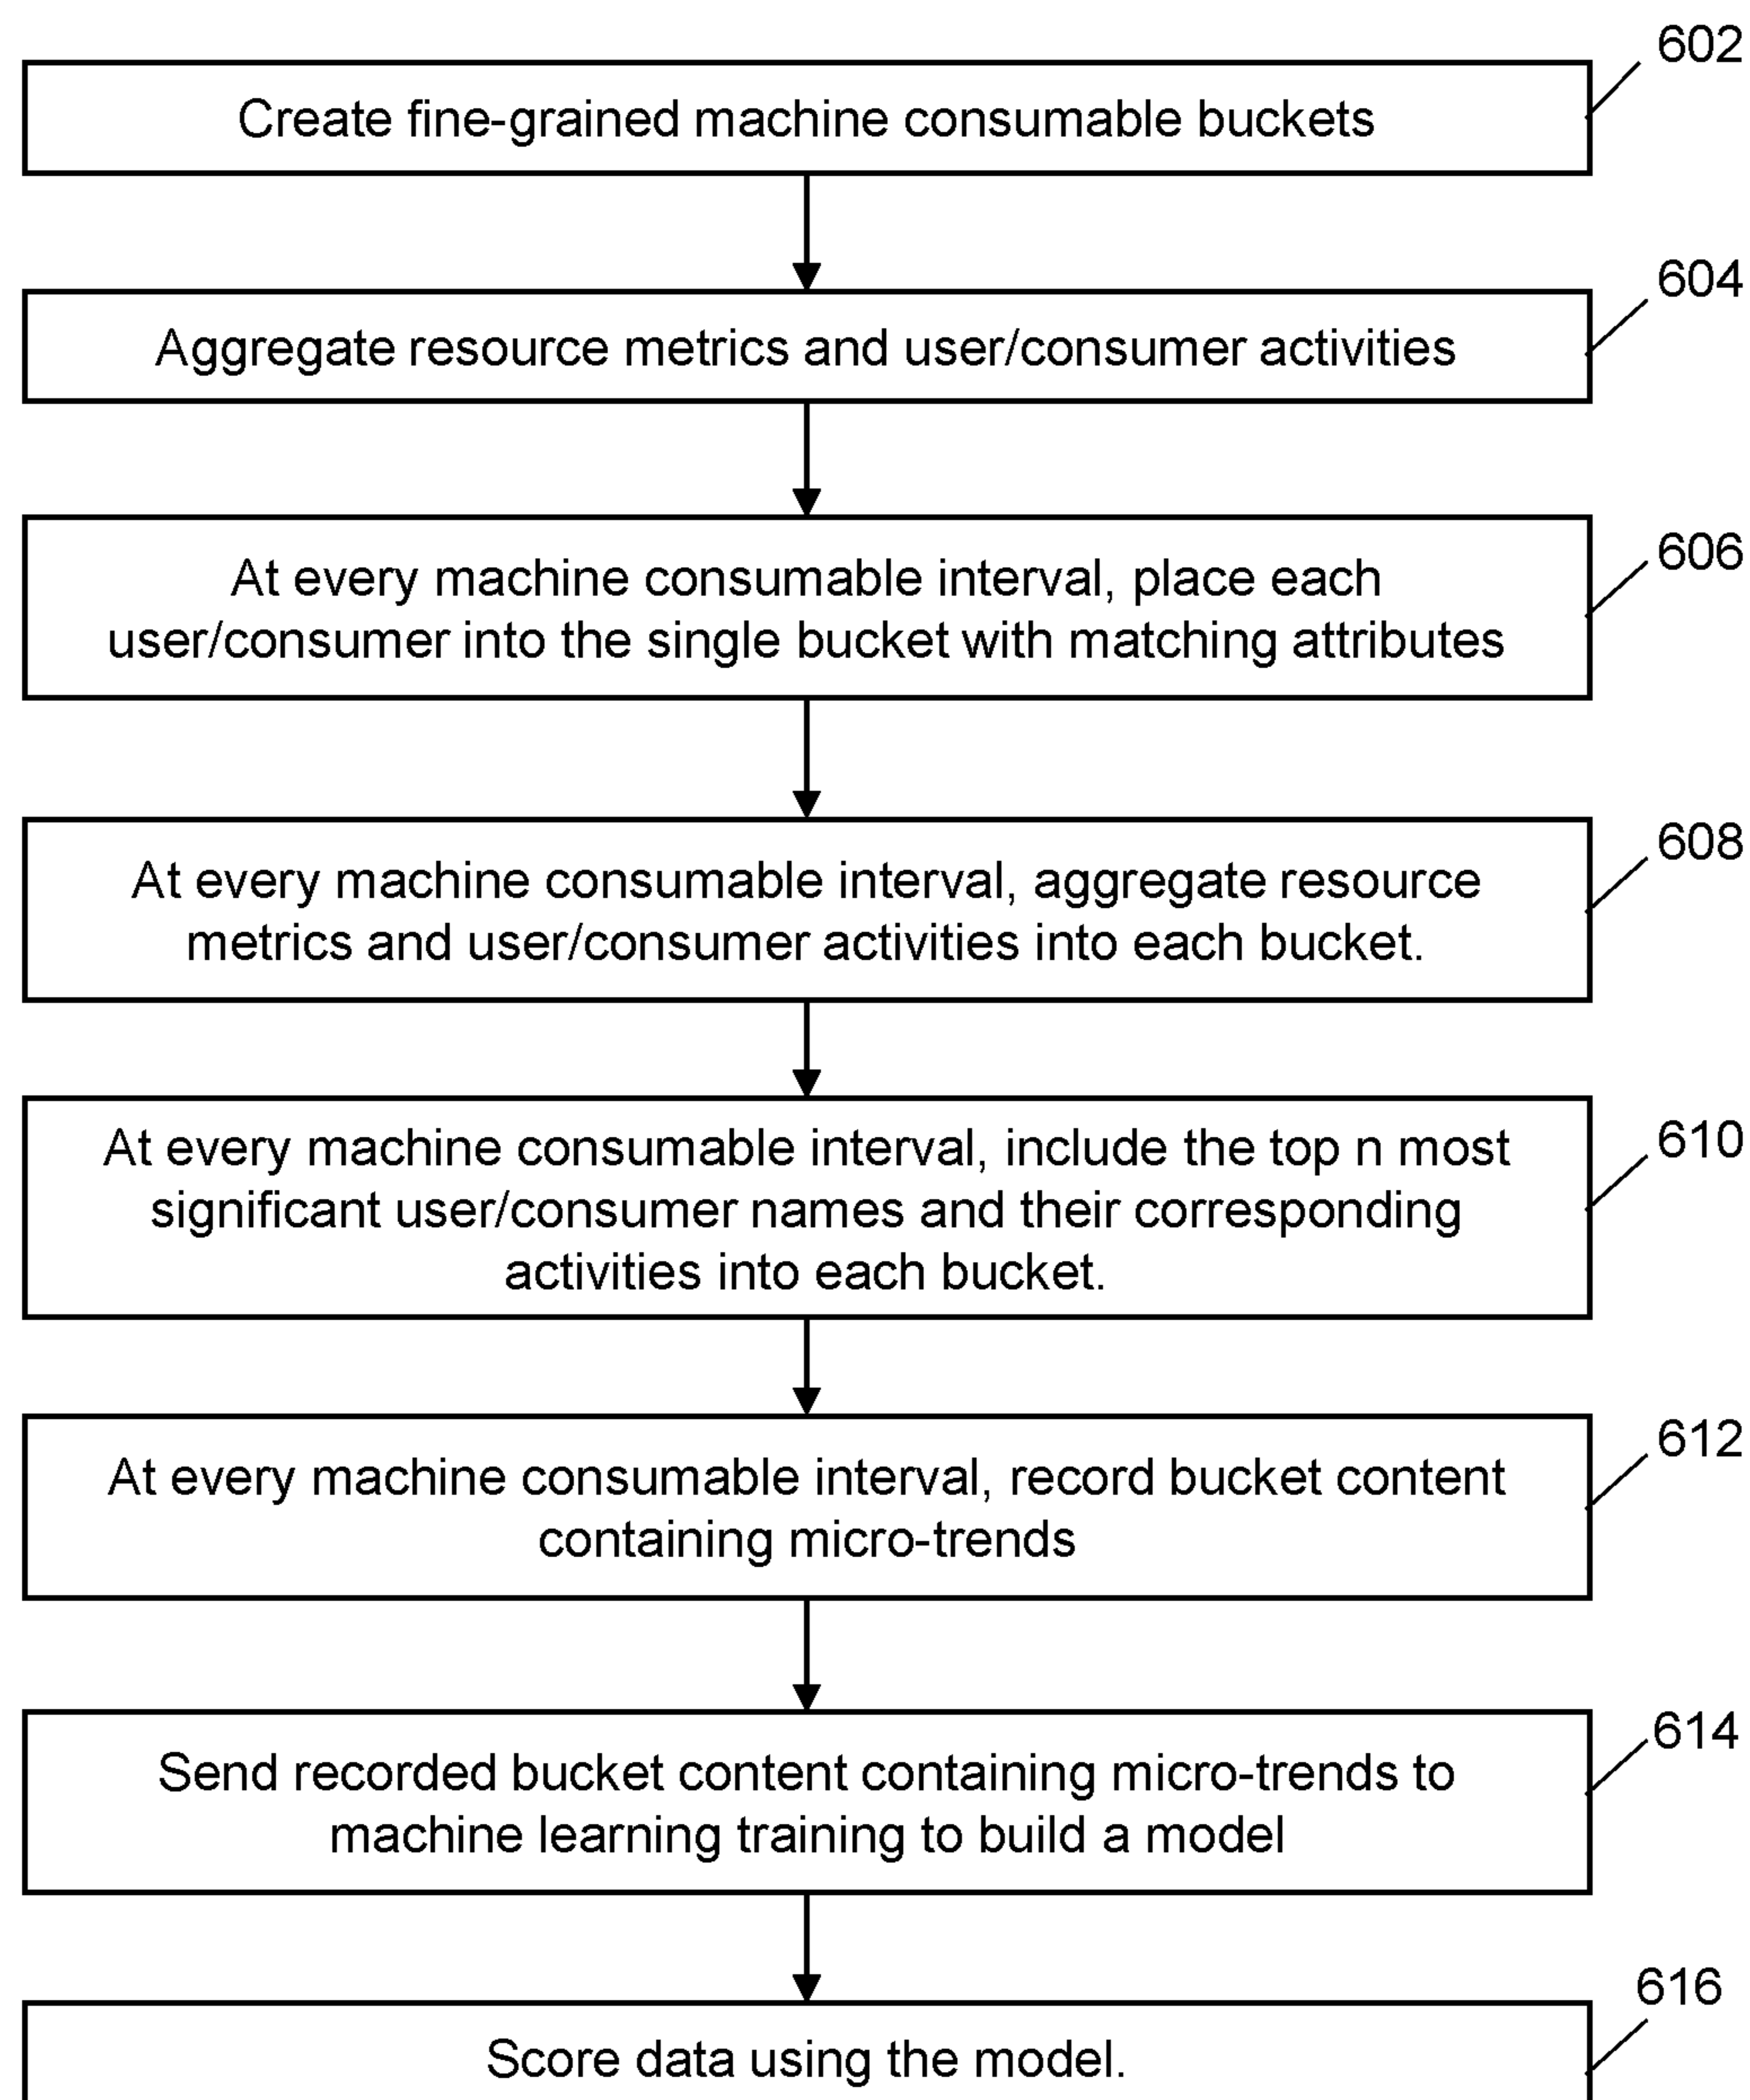 602
Create fine-grained machine consumable buckets
604
Aggregate resource metrics and user/consumer activities
606
At every machine consumable interval, place each
user/consumer into the single bucket with matching attributes
608
At every machine consumable interval, aggregate resource
metrics and user/consumer activities into each bucket.
610
At every machine consumable interval, include the top n most
significant user/consumer names and their corresponding
activities into each bucket.
612
At every machine consumable interval, record bucket content
containing micro-trends
614
Send recorded bucket content containing micro-trends to
machine learning training to build a model
616
Score data using the model.